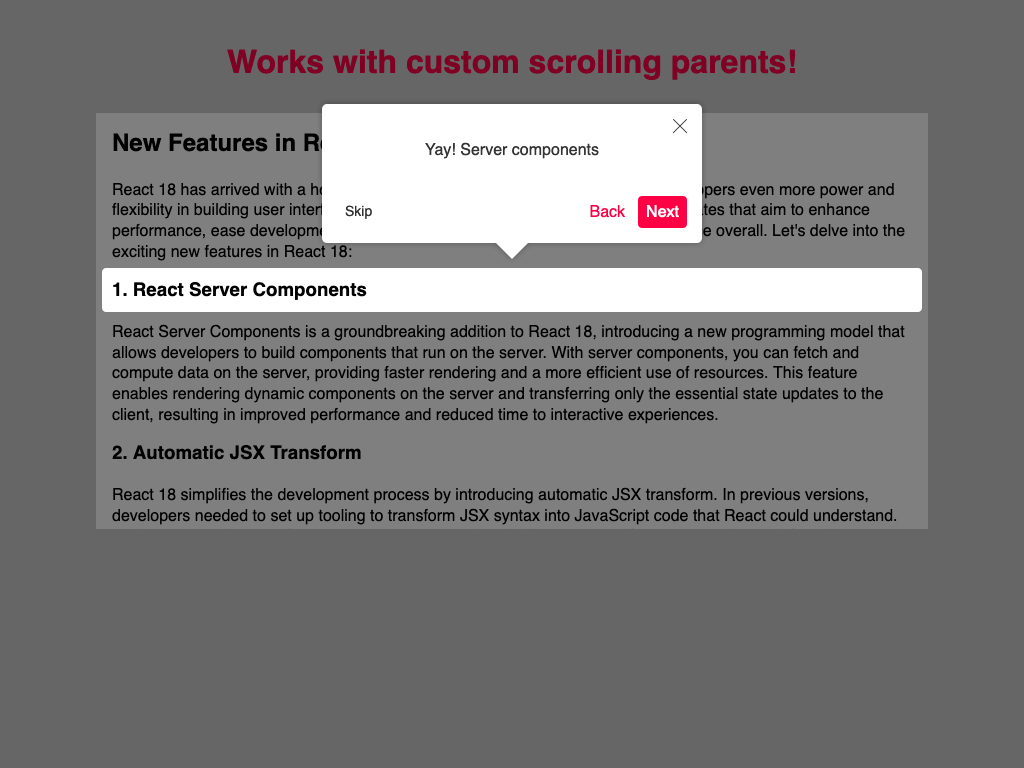 Works with custom scrolling parents!
Yay! Server components
Skip
Back
Next
New Features in
React 18 has arrived with a
even more power and
flexibility in building user
that aim to enhance
performance, ease
overall. Let's delve into the
exciting new features in React 18:
1. React Server Components
React Server Components is a groundbreaking addition to React 18, introducing a new programming model that
allows developers to build components that run on the server. With server components, you can fetch and
compute data on the server, providing faster rendering and a more efficient use of resources. This feature
enables rendering dynamic components on the server and transferring only the essential state updates to the
client, resulting in improved performance and reduced time to interactive experiences.
2. Automatic JSX Transform
React 18 simplifies the development process by introducing automatic JSX transform. In previous versions,
developers needed to set up tooling to transform JSX syntax into JavaScript code that React could understand.